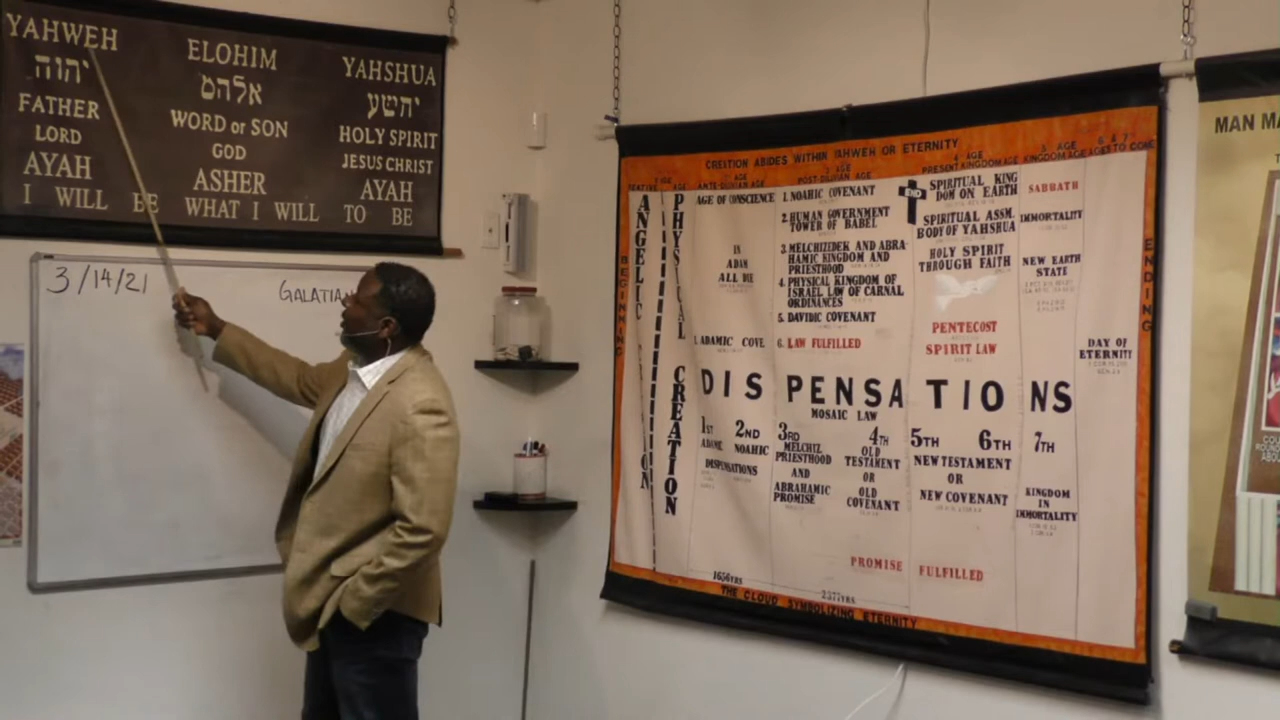 YAHWEH
יהוה
FATHER
LORD
AYAH
ELOHIM
אלהמ
WORD or SON
GOD
ASHER
YAHSHUA
יהשע
HOLY SPIRIT
JESUS CHRIST
AYAH
I WILL BE WHAT I WILL TO BE
3/14/21
GALATIAN
CREATION ABIDES WITHIN YAHWEH OR ETERNITY
BEGINNING
ANGELIC
PHYSICAL
CREATION
AGE OF CONSCIENCE
IN
ADAM
ALL DIE
1. ADAMIC COVE.
POST-DILUVIAN AGE
1. NOAHIC COVENANT
2. HUMAN GOVERNMENT
TOWER OF BABEL
3. MELCHIZEDEK AND ABRA-
HAMIC KINGDOM AND
PRIESTHOOD
4. PHYSICAL KINGDOM OF
ISRAEL LAW OF CARNAL
ORDINANCES
5. DAVIDIC COVENANT
6. LAW FULFILLED
PRESENT KINGDOM AGE
END
SPIRITUAL KING
DOM ON EARTH
SPIRITUAL ASSM.
BODY OF YAHSHUA
HOLY SPIRIT
THROUGH FAITH
PENTECOST
SPIRIT LAW
SABBATH
IMMORTALITY
NEW EARTH
STATE
DAY OF
ETERNITY
ENDING
DISPENSATIONS
MOSAIC LAW
1ST 2ND
NOAHIC
DISPENSATIONS
3RD
MELCHIZ
PRIESTHOOD
AND
ABRAHAMIC
PROMISE
4TH
OLD
TESTAMENT
OR
OLD
COVENANT
5TH 6TH
NEW TESTAMENT
OR
NEW COVENANT
7TH
KINGDOM
IN
IMMORTALITY
PROMISE FULFILLED
1656YRS
THE CLOUD SYMBOLIZING ETERNITY
MAN MA